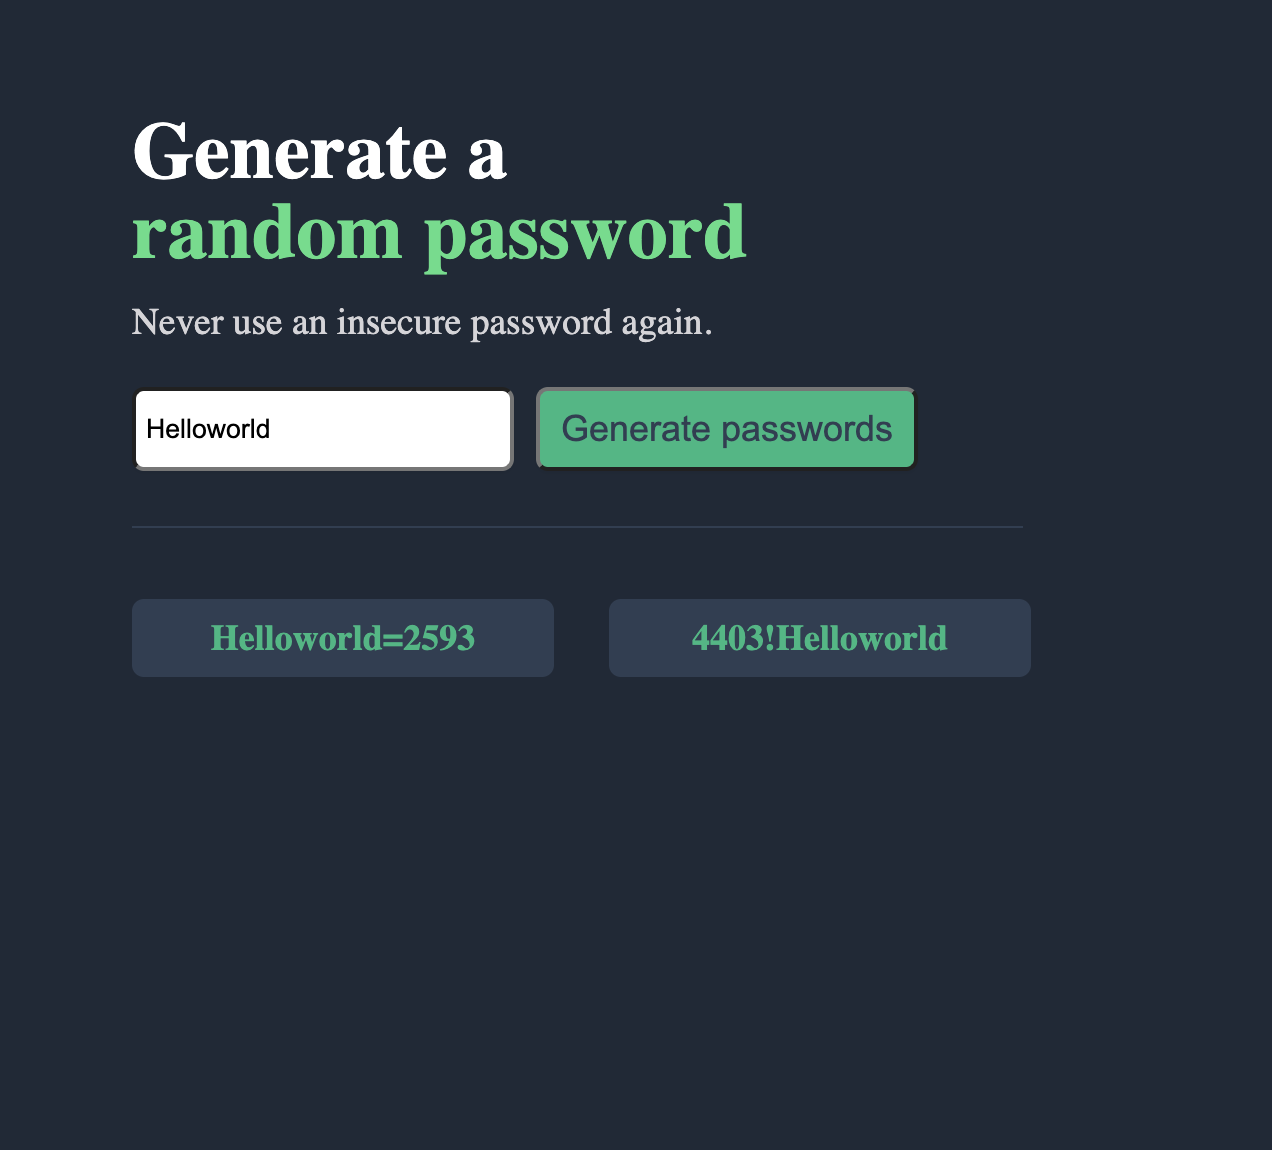 Generate a
random password
Never use an insecure password again.
Helloworld
Generate passwords
Helloworld=2593
4403!Helloworld